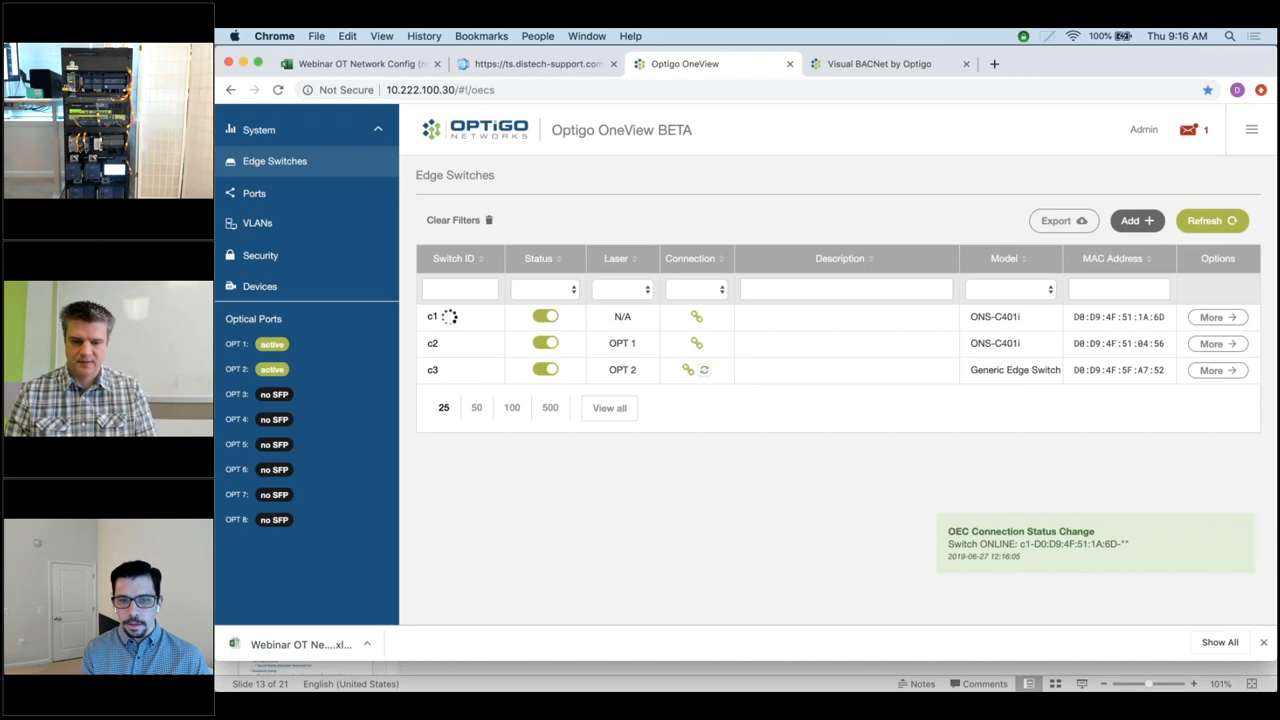 Chrome File Edit View History Bookmarks People Window Help 100% Thu 9:16 AM
Webinar OT Network Config (r https://ts.distech-support.com Optigo OneView Visual BACNet by Optigo
Not Secure 10.222.100.30/#!/oecs
System
Edge Switches
Ports
VLANs
Security
Devices
Optical Ports
OPT 1: active
OPT 2: active
OPT 3: no SFP
OPT 4: no SFP
OPT 5: no SFP
OPT 6: no SFP
OPT 7: no SFP
OPT 8: no SFP
OPTIGO NETWORKS Optigo OneView BETA Admin 1
Edge Switches
Clear Filters Export Add Refresh
Switch ID Status Laser Connection Description Model MAC Address Options
c1 N/A ONS-C401i D0:D9:4F:51:1A:6D More
c2 OPT 1 ONS-C401i D0:D9:4F:51:04:56 More
c3 OPT 2 Generic Edge Switch D0:D9:4F:5F:A7:52 More
25 50 100 500 View all
OEC Connection Status Change
Switch ONLINE: c1-D0:D9:4F:51:1A:6D-""
2019-06-27 12:16:05
Webinar OT Ne....xl... Show All
Slide 13 of 21 English (United States) Notes Comments 101%